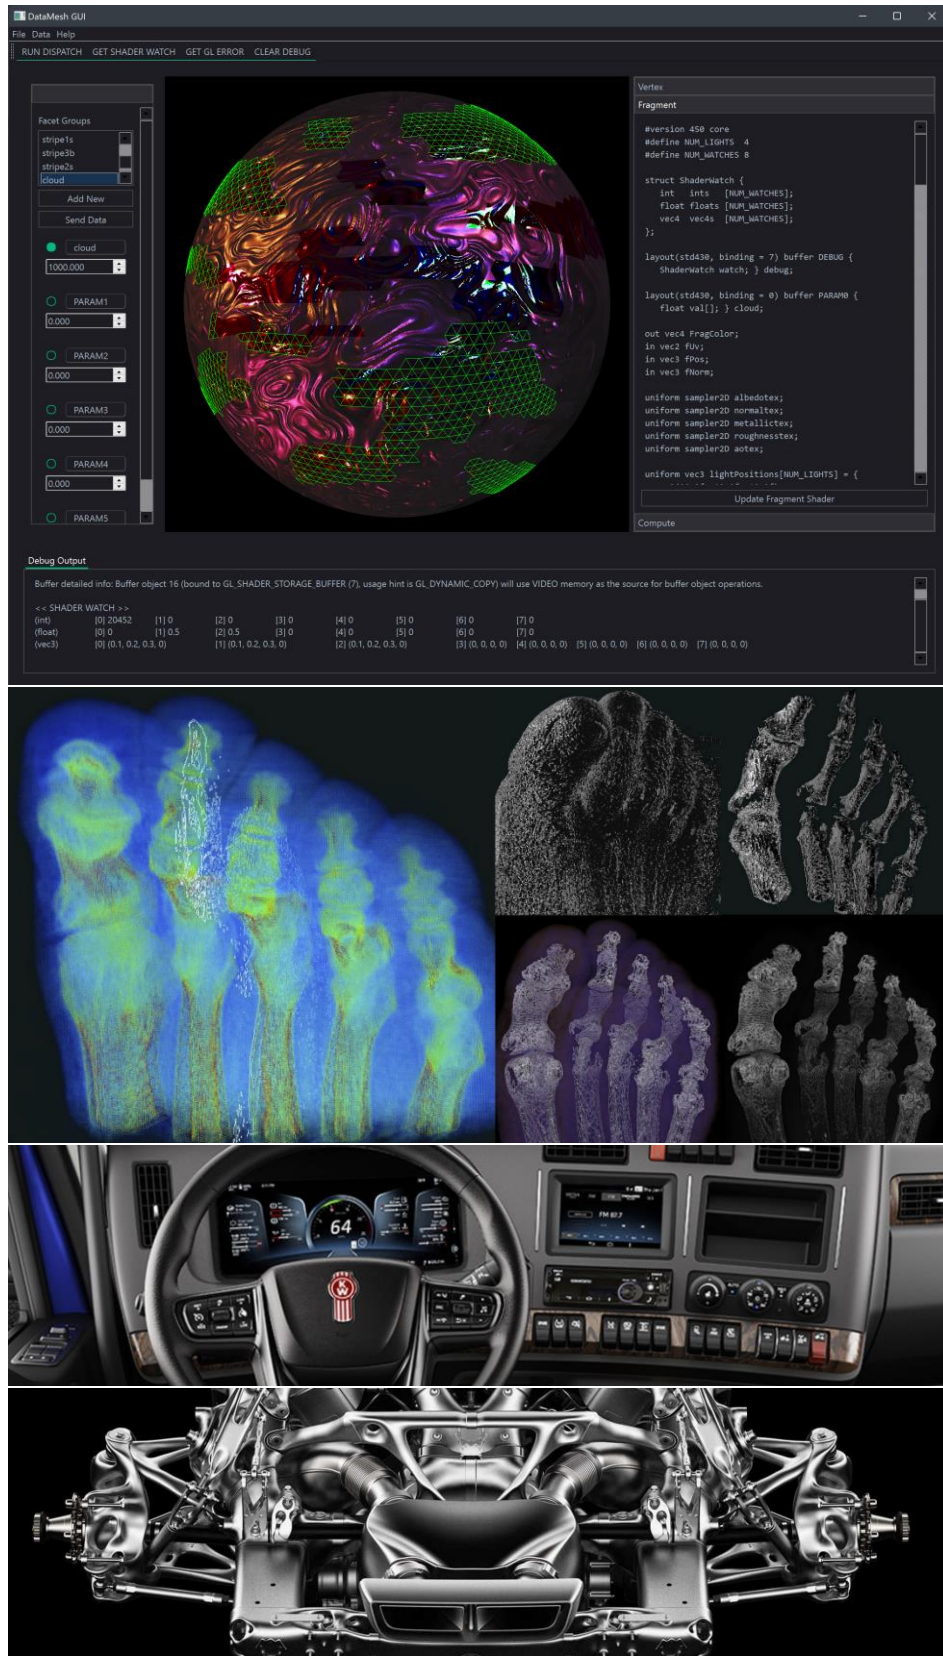 DataMesh GUI
File Data Help
RUN DISPATCH GET SHADER WATCH GET GL ERROR CLEAR DEBUG
Facet Groups
stripe1s
stripe3b
stripe2s
cloud
Add New
Send Data
cloud
1000.000
PARAM1
0.000
PARAM2
0.000
PARAM3
0.000
PARAM4
0.000
PARAM5
Vertex
Fragment
#version 450 core
#define NUM_LIGHTS 4
#define NUM_WATCHES 8
struct ShaderWatch {
int ints [NUM_WATCHES];
float floats [NUM_WATCHES];
vec4 vec4s [NUM_WATCHES];
};
layout(std430, binding = 7) buffer DEBUG {
ShaderWatch watch; } debug;
layout(std430, binding = 0) buffer PARAM0 {
float val[]; } cloud;
out vec4 FragColor;
in vec2 fUv;
in vec3 fPos;
in vec3 fNorm;
uniform sampler2D albedotex;
uniform sampler2D normaltex;
uniform sampler2D metallictex;
uniform sampler2D roughnesstex;
uniform sampler2D aotex;
uniform vec3 lightPositions[NUM_LIGHTS] = {
Update Fragment Shader
Compute
Debug Output
Buffer detailed info: Buffer object 16 (bound to GL_SHADER_STORAGE_BUFFER (7), usage hint is GL_DYNAMIC_COPY) will use VIDEO memory as the source for buffer object operations.
<< SHADER WATCH >>
(int) [0] 20452 [1] 0 [2] 0 [3] 0 [4] 0 [5] 0 [6] 0 [7] 0
(float) [0] 0 [1] 0.5 [2] 0.5 [3] 0 [4] 0 [5] 0 [6] 0 [7] 0
(vec3) [0] (0.1, 0.2, 0.3, 0) [1] (0.1, 0.2, 0.3, 0) [2] (0.1, 0.2, 0.3, 0) [3] (0, 0, 0, 0) [4] (0, 0, 0, 0) [5] (0, 0, 0, 0) [6] (0, 0, 0, 0) [7] (0, 0, 0, 0)
64
FM 87.7
KW